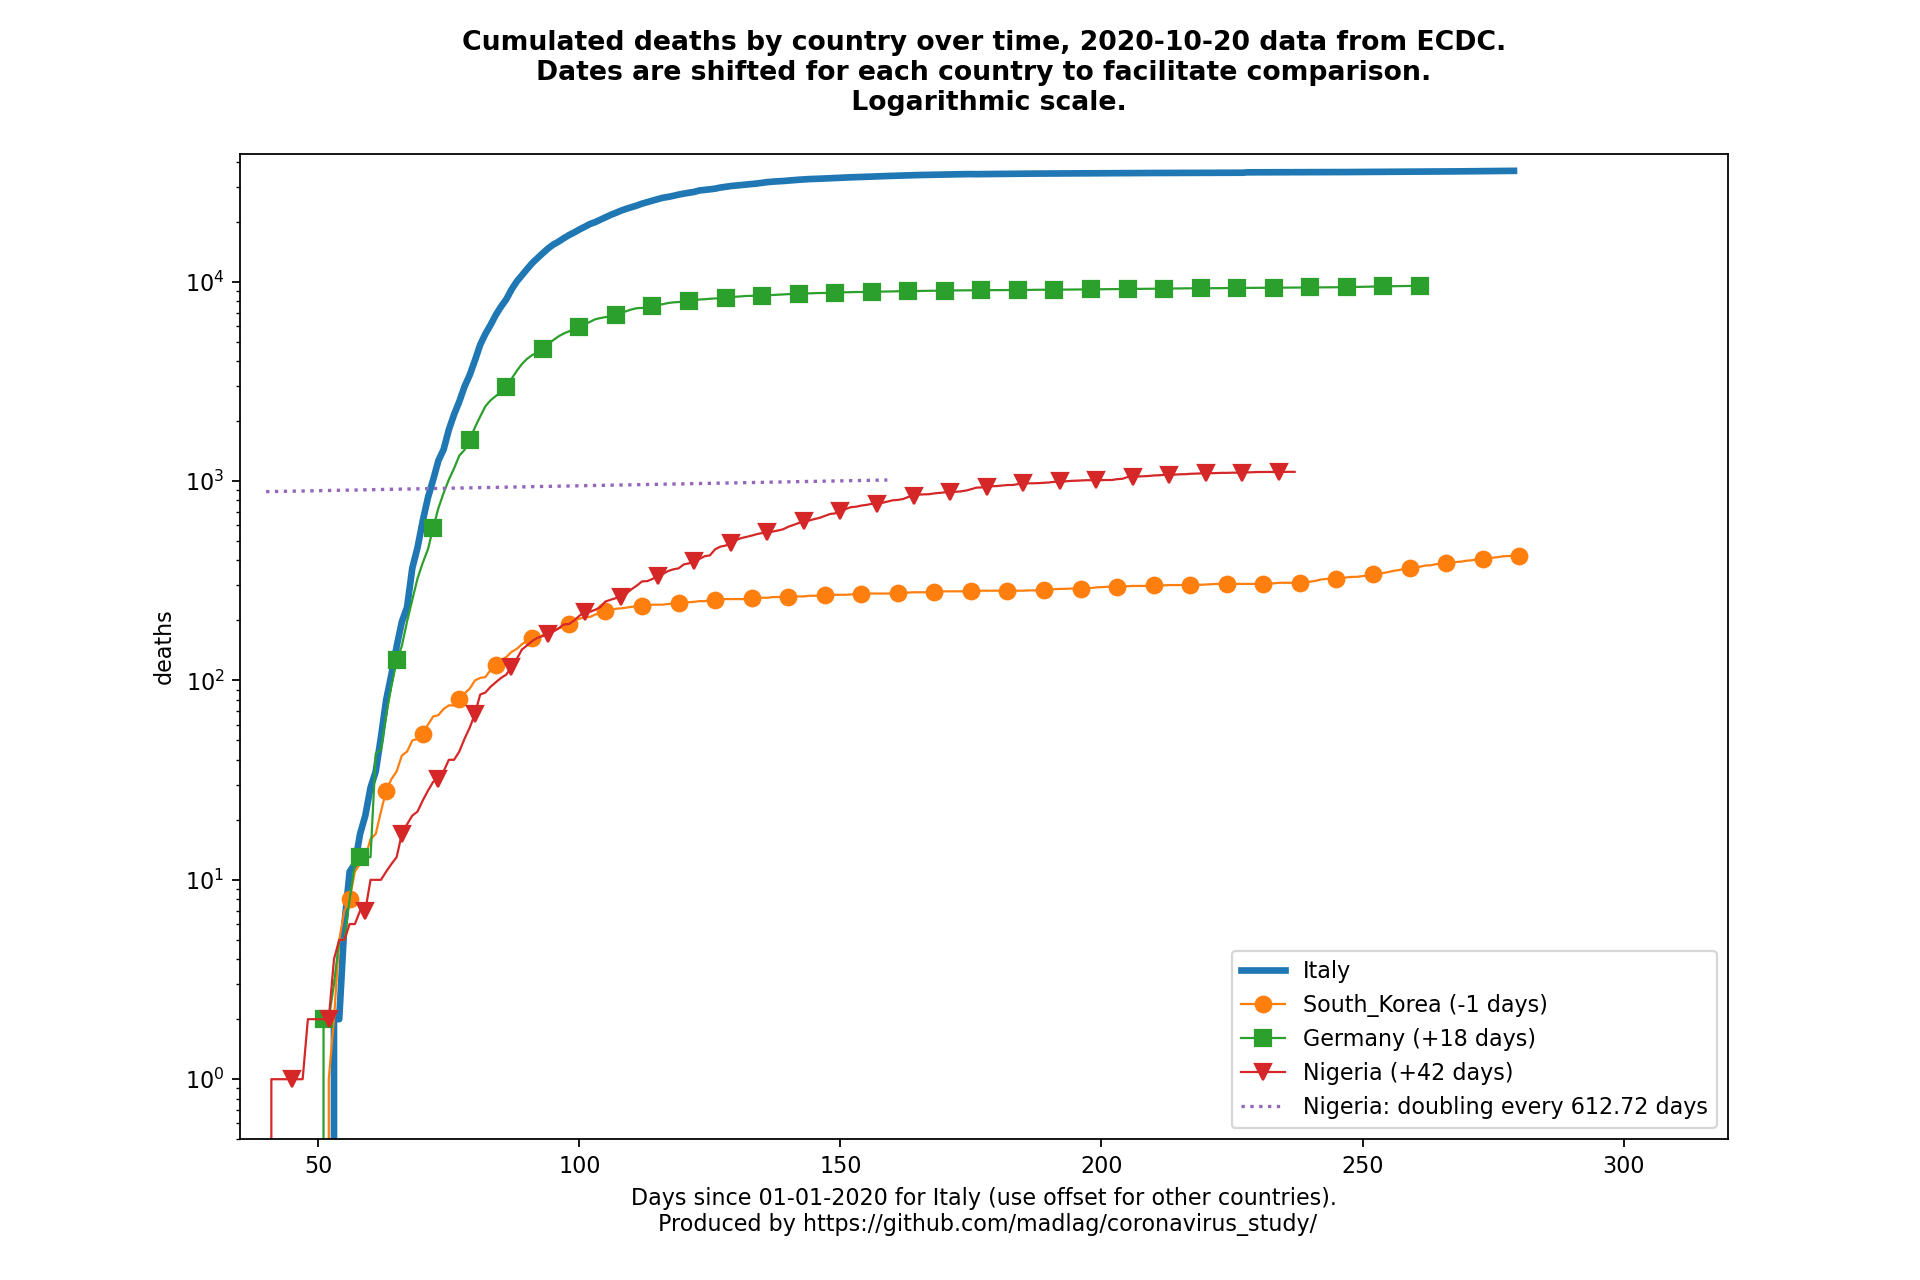 Cumulated deaths by country over time, 2020-10-20 data from ECDC.
Dates are shifted for each country to facilitate comparison.
Logarithmic scale.
deaths
10^4
10^3
10^2
10^1
10^0
50 100 150 200 250 300
Italy
South_Korea (-1 days)
Germany (+18 days)
Nigeria (+42 days)
Nigeria: doubling every 612.72 days
Days since 01-01-2020 for Italy (use offset for other countries).
Produced by https://github.com/madlag/coronavirus_study/